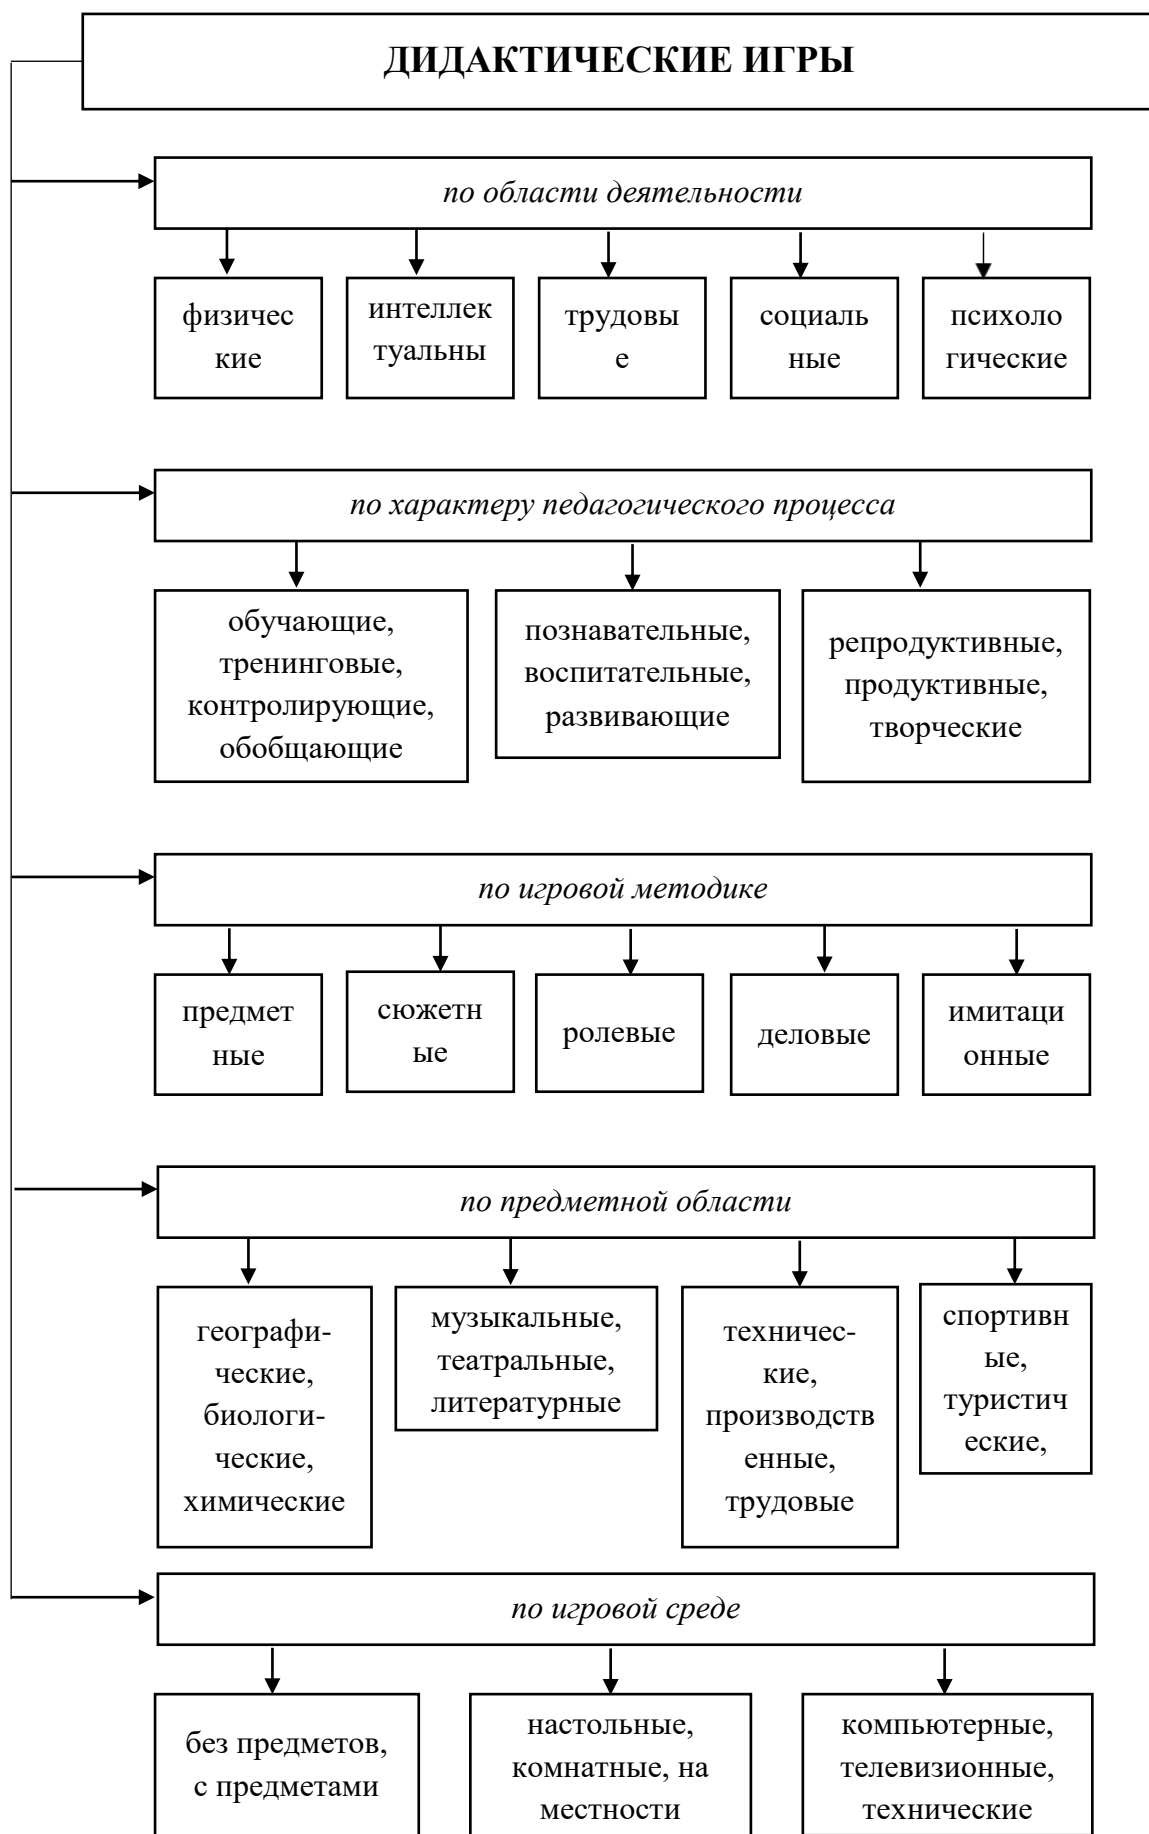 ДИДАКТИЧЕСКИЕ ИГРЫ
по области деятельности
физичес
кие
интеллек
туальны
трудовы
е
социаль
ные
психоло
гические
по характеру педагогического процесса
обучающие,
тренинговые,
контролирующие,
обобщающие
познавательные,
воспитательные,
развивающие
репродуктивные,
продуктивные,
творческие
по игровой методике
предмет
ные
сюжетн
ые
ролевые
деловые
имитаци
онные
по предметной области
географи-
ческие,
биологи-
ческие,
химические
музыкальные,
театральные,
литературные
техничес-
кие,
производств
енные,
трудовые
спортивн
ые,
туристич
еские,
по игровой среде
без предметов,
с предметами
настольные,
комнатные, на
местности
компьютерные,
телевизионные,
технические